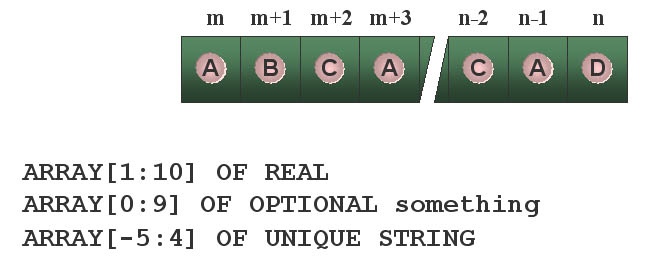 m m+1 m+2 m+3 n-2 n-1 n
A B C A C A D
ARRAY[1:10] OF REAL
ARRAY[0:9] OF OPTIONAL something
ARRAY[-5:4] OF UNIQUE STRING